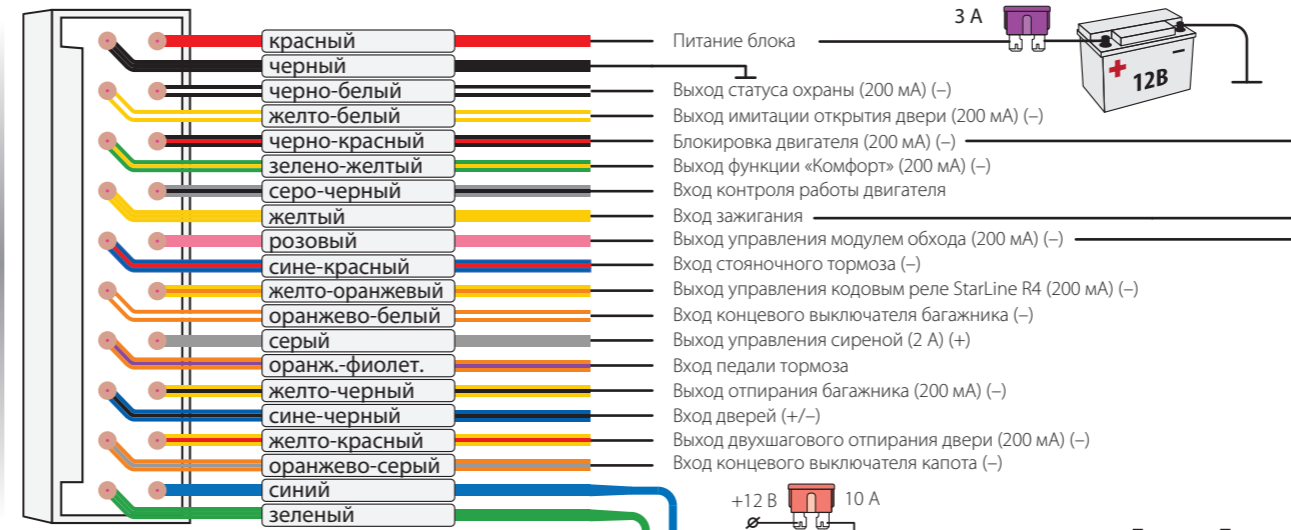 3 А
красный Питание блока
черный
12В
черно-белый Выход статуса охраны (200 мА) (–)
желто-белый Выход имитации открытия двери (200 мА) (–)
черно-красный Блокировка двигателя (200 мА) (–)
зелено-желтый Выход функции «Комфорт» (200 мА) (–)
серо-черный Вход контроля работы двигателя
желтый Вход зажигания
розовый Выход управления модулем обхода (200 мА) (–)
сине-красный Вход стояночного тормоза (–)
желто-оранжевый Выход управления кодовым реле StarLine R4 (200 мА) (–)
оранжево-белый Вход концевого выключателя багажника (–)
серый Выход управления сиреной (2 А) (+)
оранж.-фиолет. Вход педали тормоза
желто-черный Выход отпирания багажника (200 мА) (–)
сине-черный Вход дверей (+/–)
желто-красный Выход двухшагового отпирания двери (200 мА) (–)
оранжево-серый Вход концевого выключателя капота (–)
синий
+12 В 10 А
зеленый